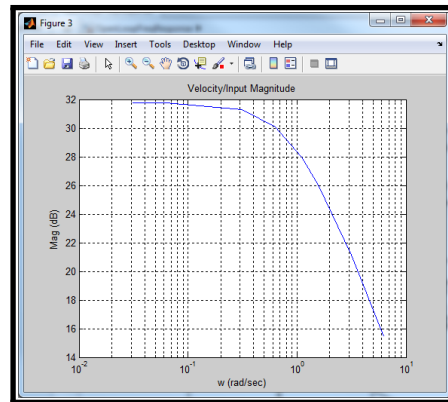 Figure 3
File Edit View Insert Tools Desktop Window Help
Velocity/Input Magnitude
32
30
28
26
24
22
20
18
16
14
Mag (dB)
10^-2 10^-1 10^0 10^1
w (rad/sec)